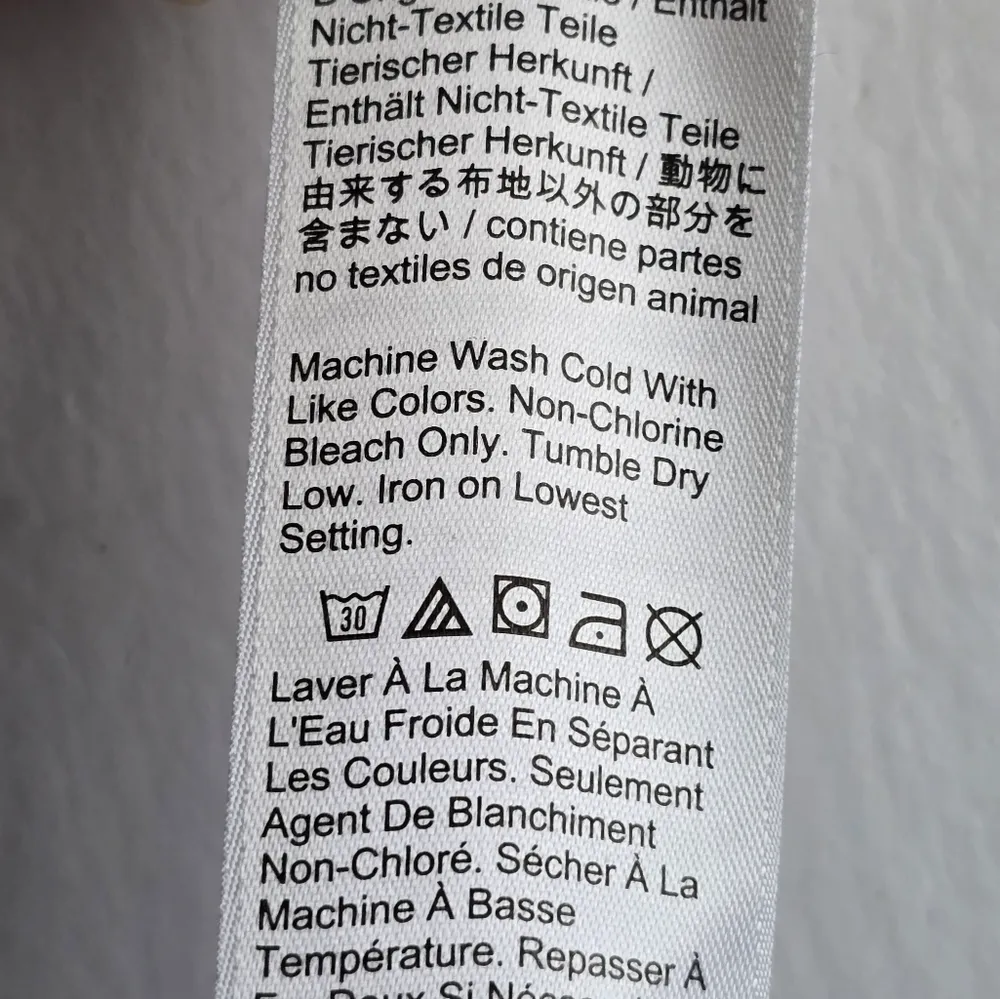 Enthält
Nicht-Textile Teile
Tierischer Herkunft /
Enthält Nicht-Textile Teile
Tierischer Herkunft / 動物に
由来する布地以外の部分を
含まない / contiene partes
no textiles de origen animal
Machine Wash Cold With
Like Colors. Non-Chlorine
Bleach Only. Tumble Dry
Low. Iron on Lowest
Setting.
30
Laver À La Machine À
L'Eau Froide En Séparant
Les Couleurs. Seulement
Agent De Blanchiment
Non-Chloré. Sécher À La
Machine À Basse
Température. Repasser À
Doux Si